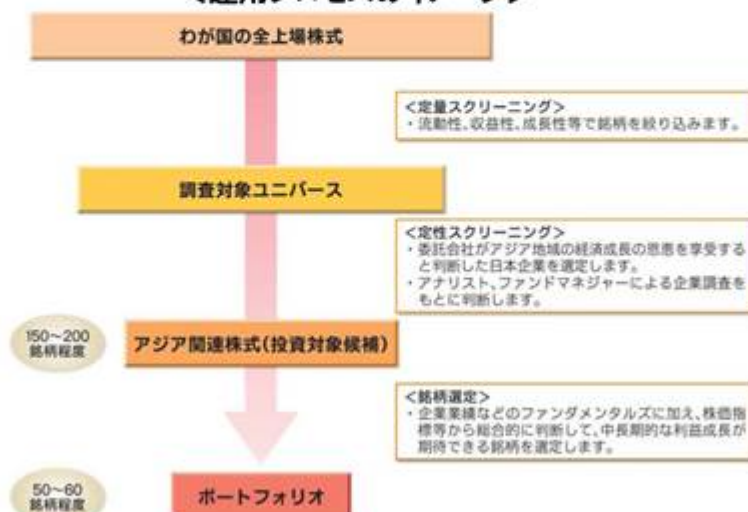 わが国の全上場株式
<定量スクリーニング>
・流動性、収益性、成長性等で銘柄を絞り込みます。
調査対象ユニバース
<定性スクリーニング>
・委託会社がアジア地域の経済成長の恩恵を享受する
と判断した日本企業を選定します。
・アナリスト、ファンドマネジャーによる企業調査を
もとに判断します。
150~200
銘柄程度
アジア関連株式(投資対象候補)
<銘柄選定>
・企業業績などのファンダメンタルズに加え、株価指
標等から総合的に判断して、中長期的な利益成長が
期待できる銘柄を選定します。
50~60
銘柄程度
ポートフォリオ